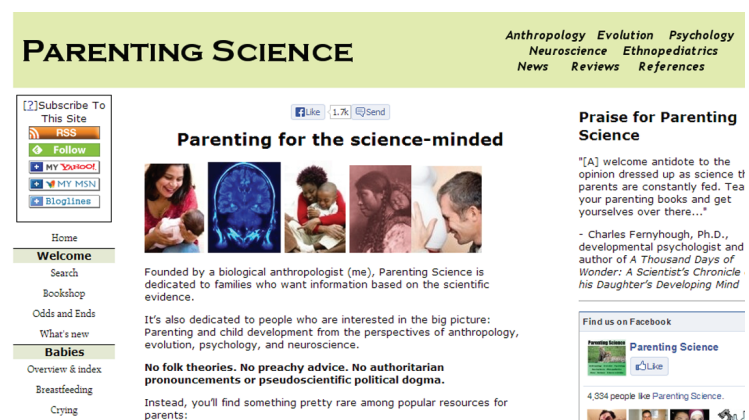 PARENTING SCIENCE
Anthropology Evolution Psychology
Neuroscience Ethnopediatrics
News Reviews References
[?]Subscribe To
This Site
RSS
Follow
MY YAHOO!
MY MSN
Bloglines
Home
Welcome
Search
Bookshop
Odds and Ends
What's new
Babies
Overview & index
Breastfeeding
Crying
Like 1.7k Send
Parenting for the science-minded
Founded by a biological anthropologist (me), Parenting Science is
dedicated to families who want information based on the scientific
evidence.
It's also dedicated to people who are interested in the big picture:
Parenting and child development from the perspectives of anthropology,
evolution, psychology, and neuroscience.
No folk theories. No preachy advice. No authoritarian
pronouncements or pseudoscientific political dogma.
Instead, you'll find something pretty rare among popular resources for
parents:
Praise for Parenting
Science
"[A] welcome antidote to the
opinion dressed up as science th
parents are constantly fed. Tea
your parenting books and get
yourselves over there..."
- Charles Fernyhough, Ph.D.,
developmental psychologist and
author of A Thousand Days of
Wonder: A Scientist's Chronicle
his Daughter's Developing Mind
Find us on Facebook
Parenting Science
Parenting Science
Like
4,334 people like Parenting Science.